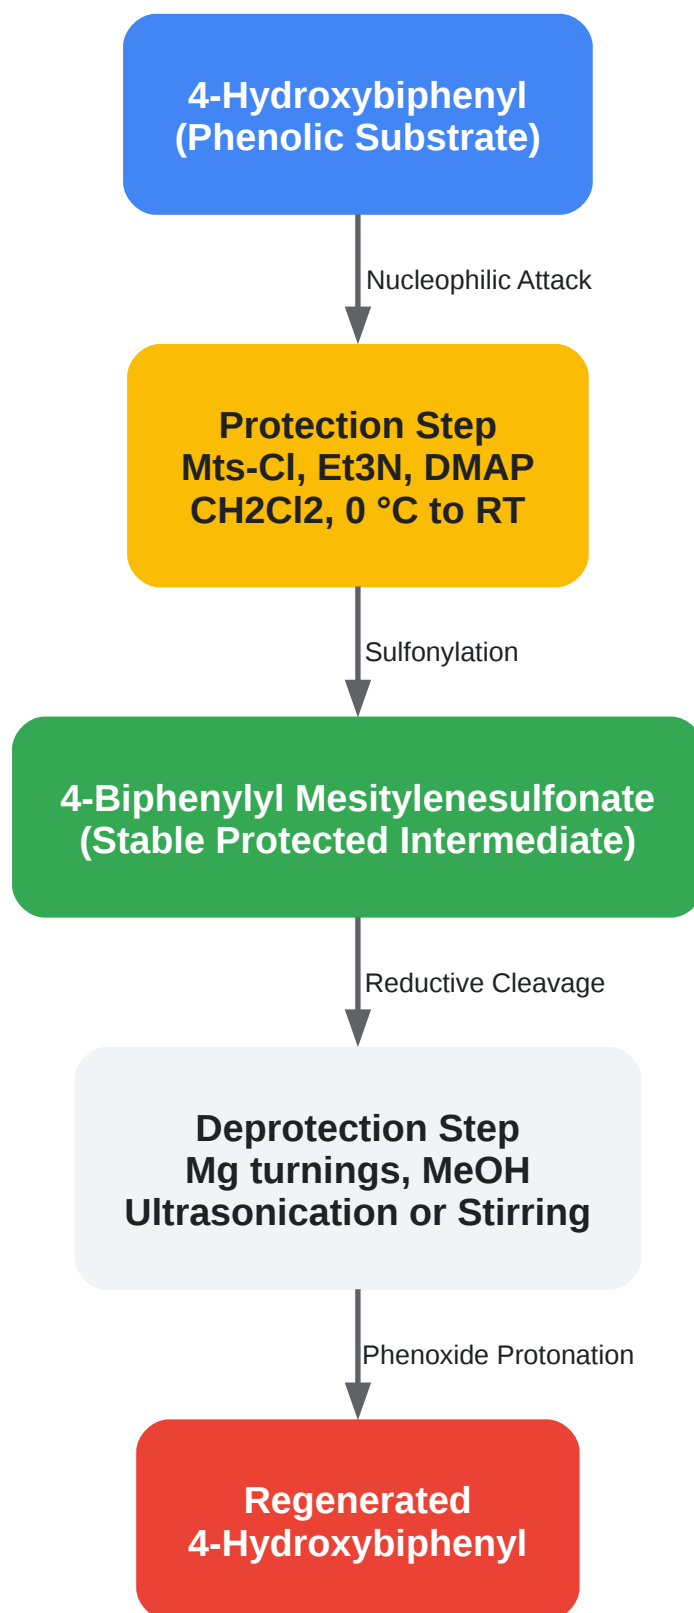 4-Hydroxybiphenyl
(Phenolic Substrate)
Nucleophilic Attack
Protection Step
Mts-Cl, Et3N, DMAP
CH2Cl2, 0 °C to RT
Sulfonylation
4-Biphenylyl Mesitylenesulfonate
(Stable Protected Intermediate)
Reductive Cleavage
Deprotection Step
Mg turnings, MeOH
Ultrasonication or Stirring
Phenoxide Protonation
Regenerated
4-Hydroxybiphenyl